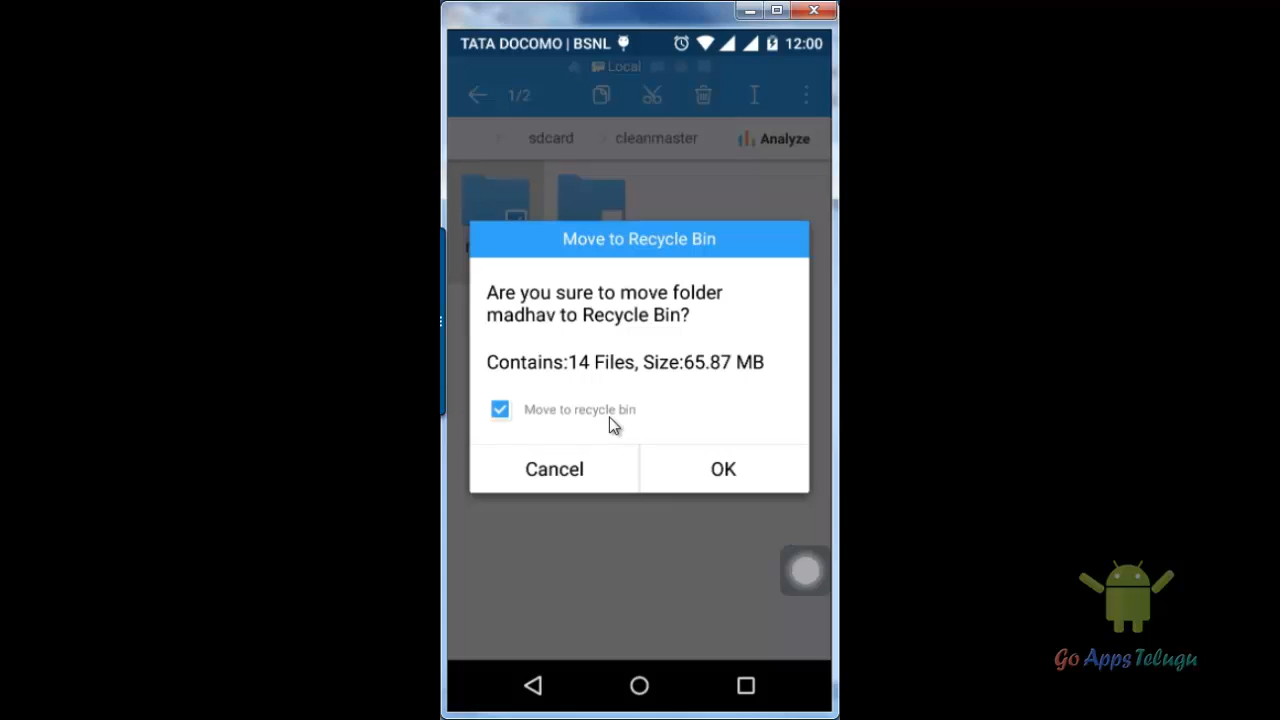 TATA DOCOMO | BSNL
12:00
Local
1/2
sdcard
cleanmaster
Analyze
Move to Recycle Bin
Are you sure to move folder
madhav to Recycle Bin?
Contains:14 Files, Size:65.87 MB
Move to recycle bin
Cancel
OK
Go Apps Telugu